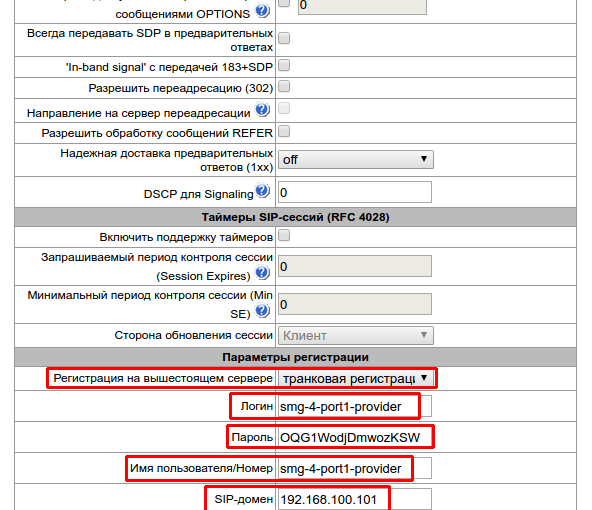 сообщениями OPTIONS ? 0
Всегда передавать SDP в предварительных
ответах
'In-band signal' с передачей 183+SDP
Разрешить переадресацию (302)
Направление на сервер переадресации ?
Разрешить обработку сообщений REFER
Надежная доставка предварительных
ответов (1xx) off
DSCP для Signaling ? 0
Таймеры SIP-сессий (RFC 4028)
Включить поддержку таймеров
Запрашиваемый период контроля сессии
(Session Expires) ? 0
Минимальный период контроля сессии (Min
SE) ? 0
Сторона обновления сессии Клиент
Параметры регистрации
Регистрация на вышестоящем сервере транковая регистраци
Логин smg-4-port1-provider
Пароль OQG1WodjDmwozKSW
Имя пользователя/Номер smg-4-port1-provider
SIP-домен 192.168.100.101